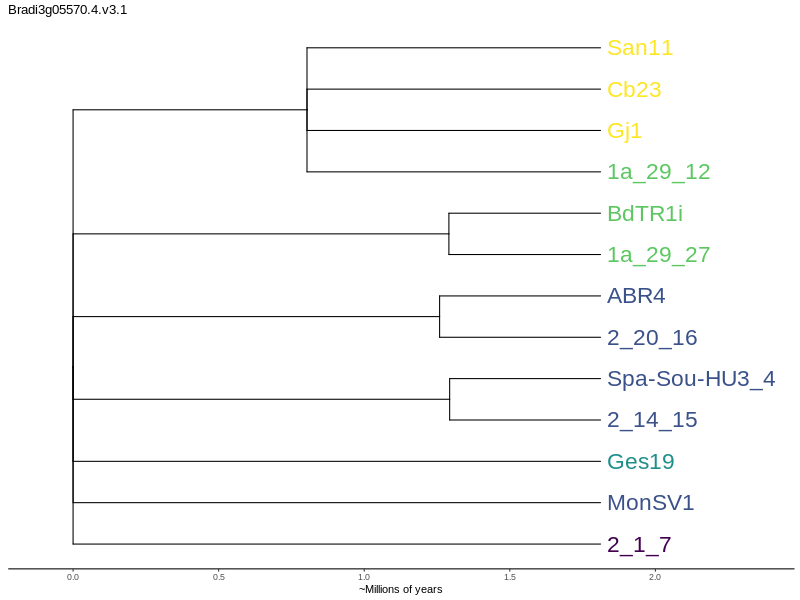 Bradi3g05570.4.v3.1
San11
Cb23
Gj1
1a_29_12
BdTR1i
1a_29_27
ABR4
2_20_16
Spa-Sou-HU3_4
2_14_15
Ges19
MonSV1
2_1_7
0.0 0.5 1.0 1.5 2.0
~Millions of years